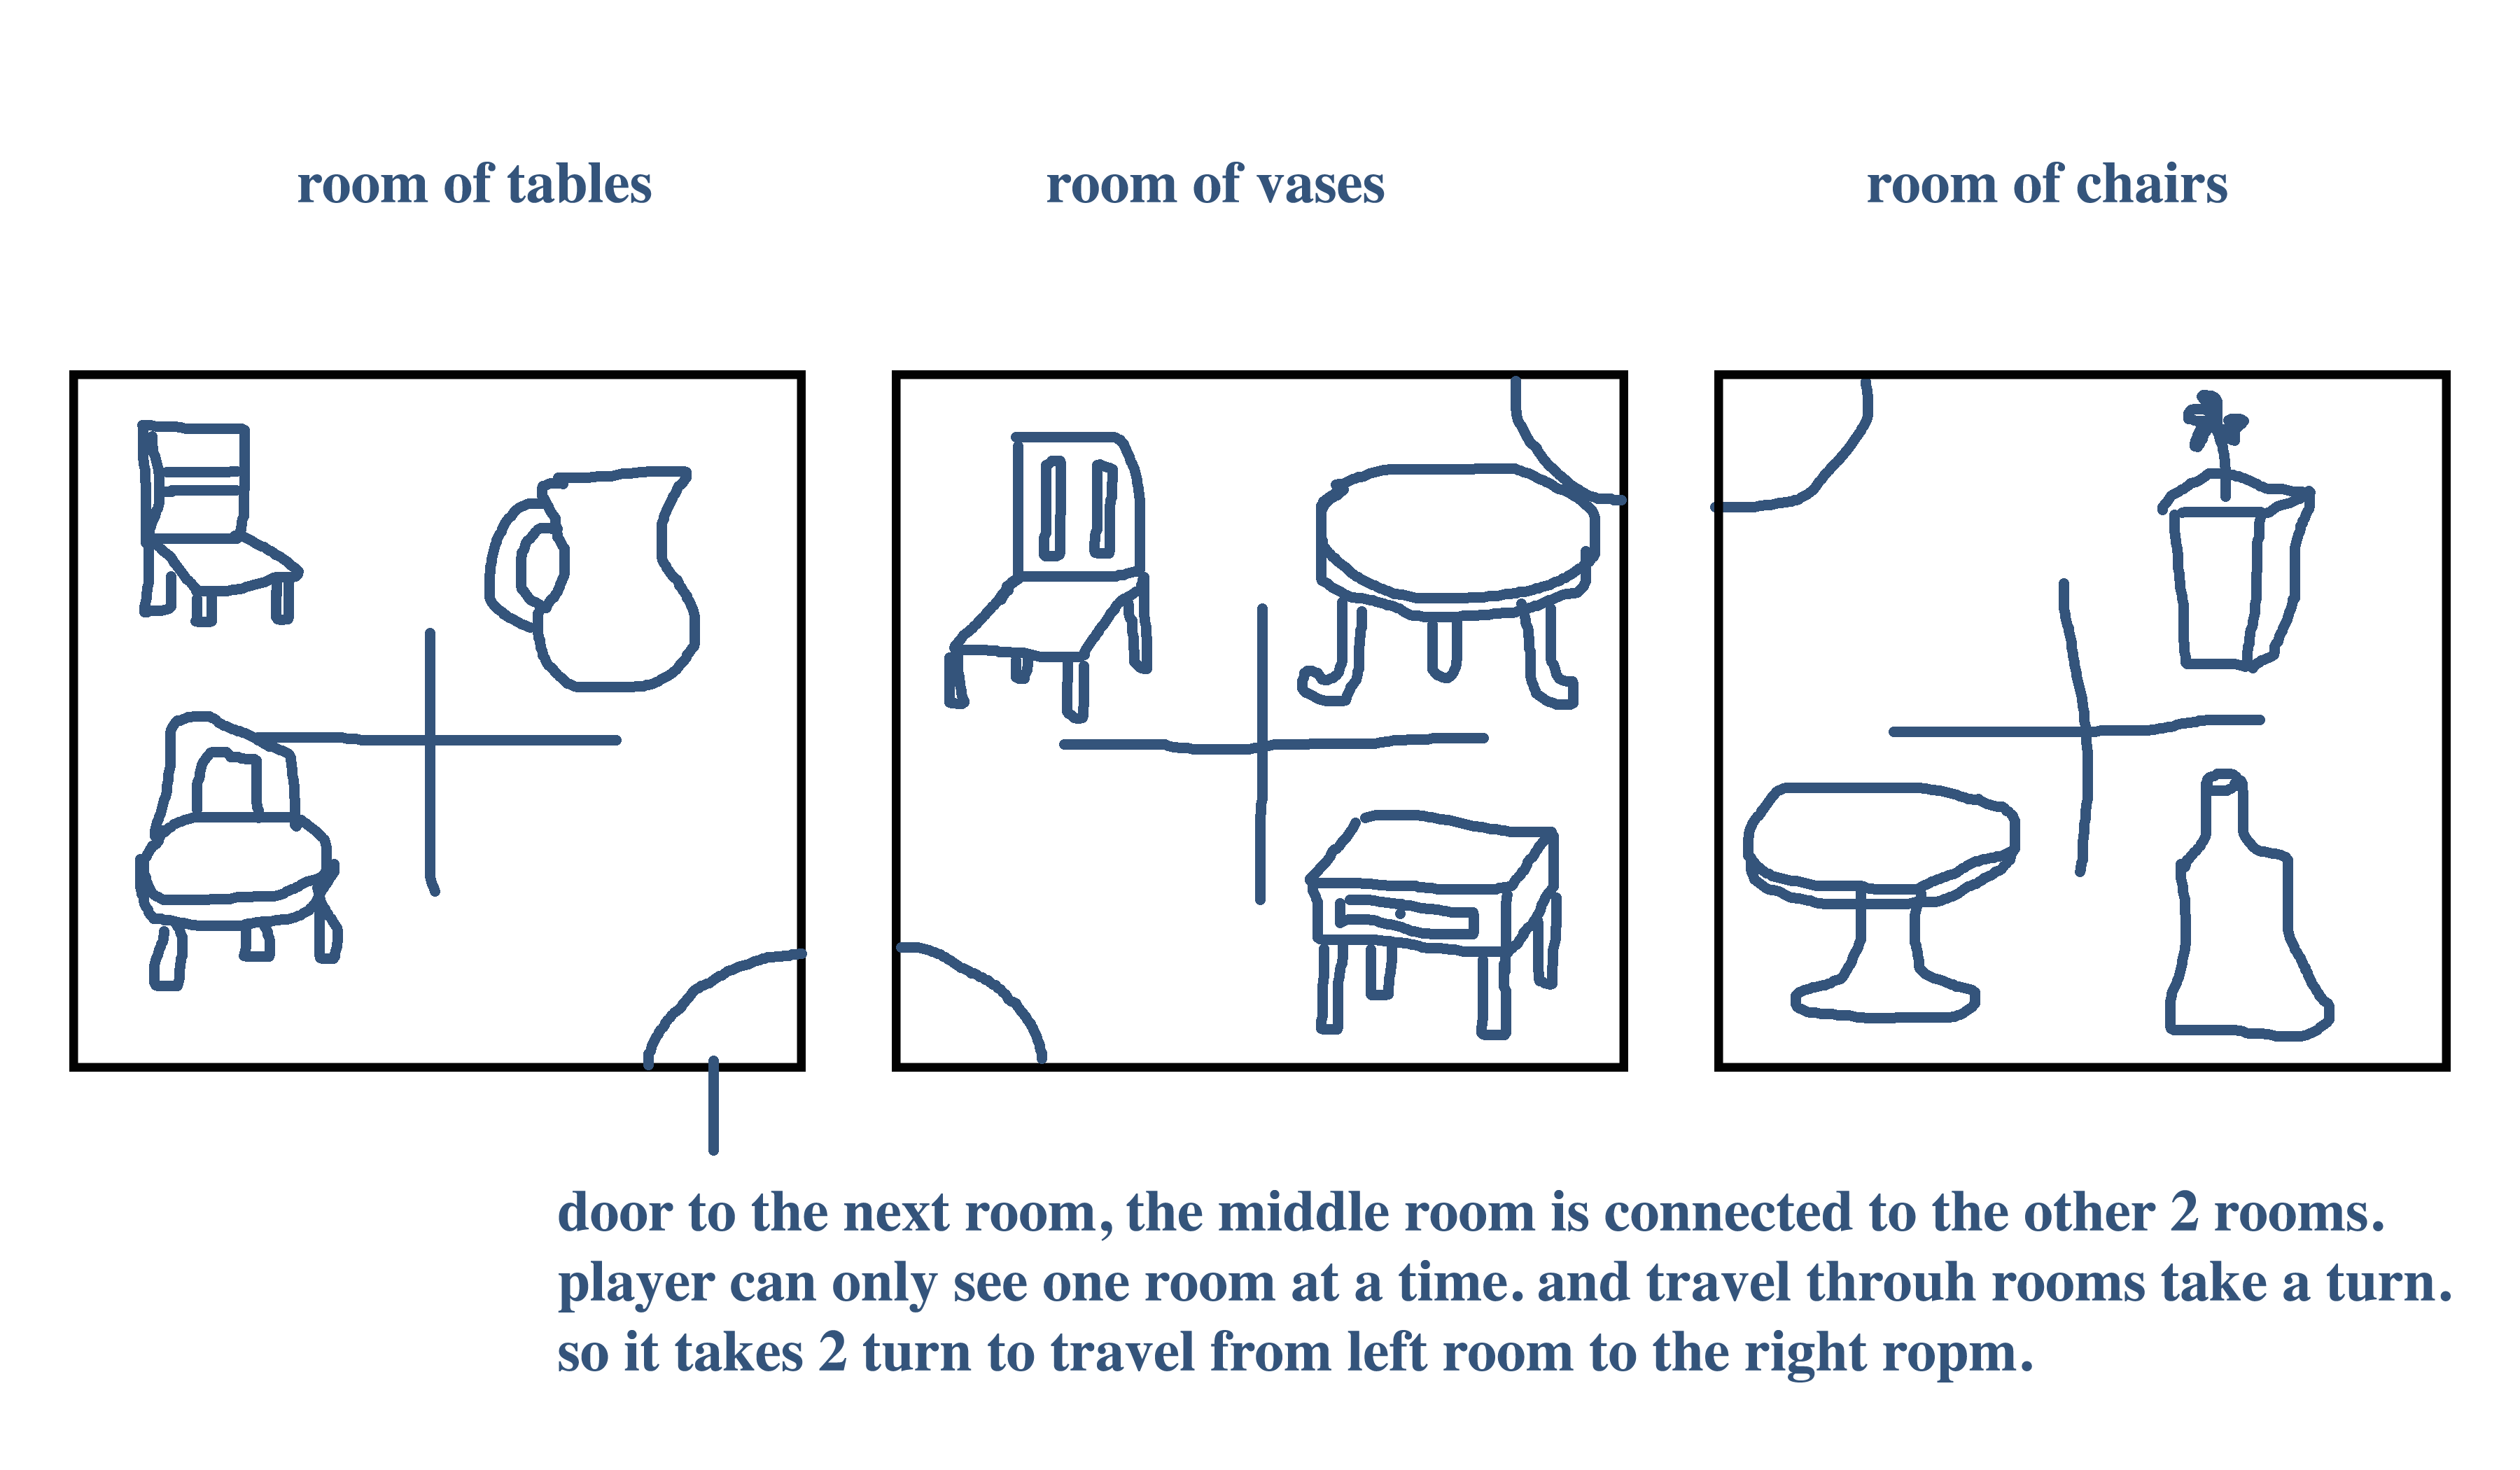 room of tables
room of vases
room of chairs
door to the next room, the middle room is connected to the other 2 rooms.
player can only see one room at a time. and travel throuh rooms take a turn.
so it takes 2 turn to travel from left room to the right ropm.